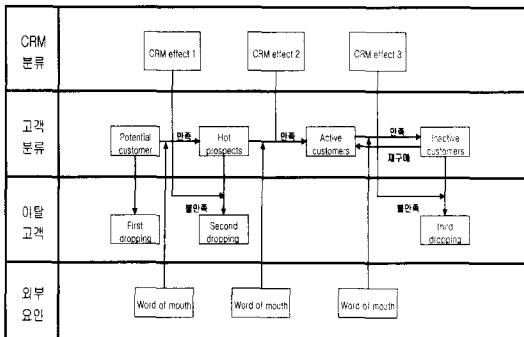 CRM
분류
CRM effect 1
CRM effect 2
CRM effect 3
고객
분류
Potential
customer
만족
Hot
prospects
만족
Active
customers
만족
재구매
Inactive
customers
이탈
고객
First
dropping
불만족
Second
dropping
불만족
third
dropping
외부
요인
Word of mouth
Word of mouth
Word of mouth